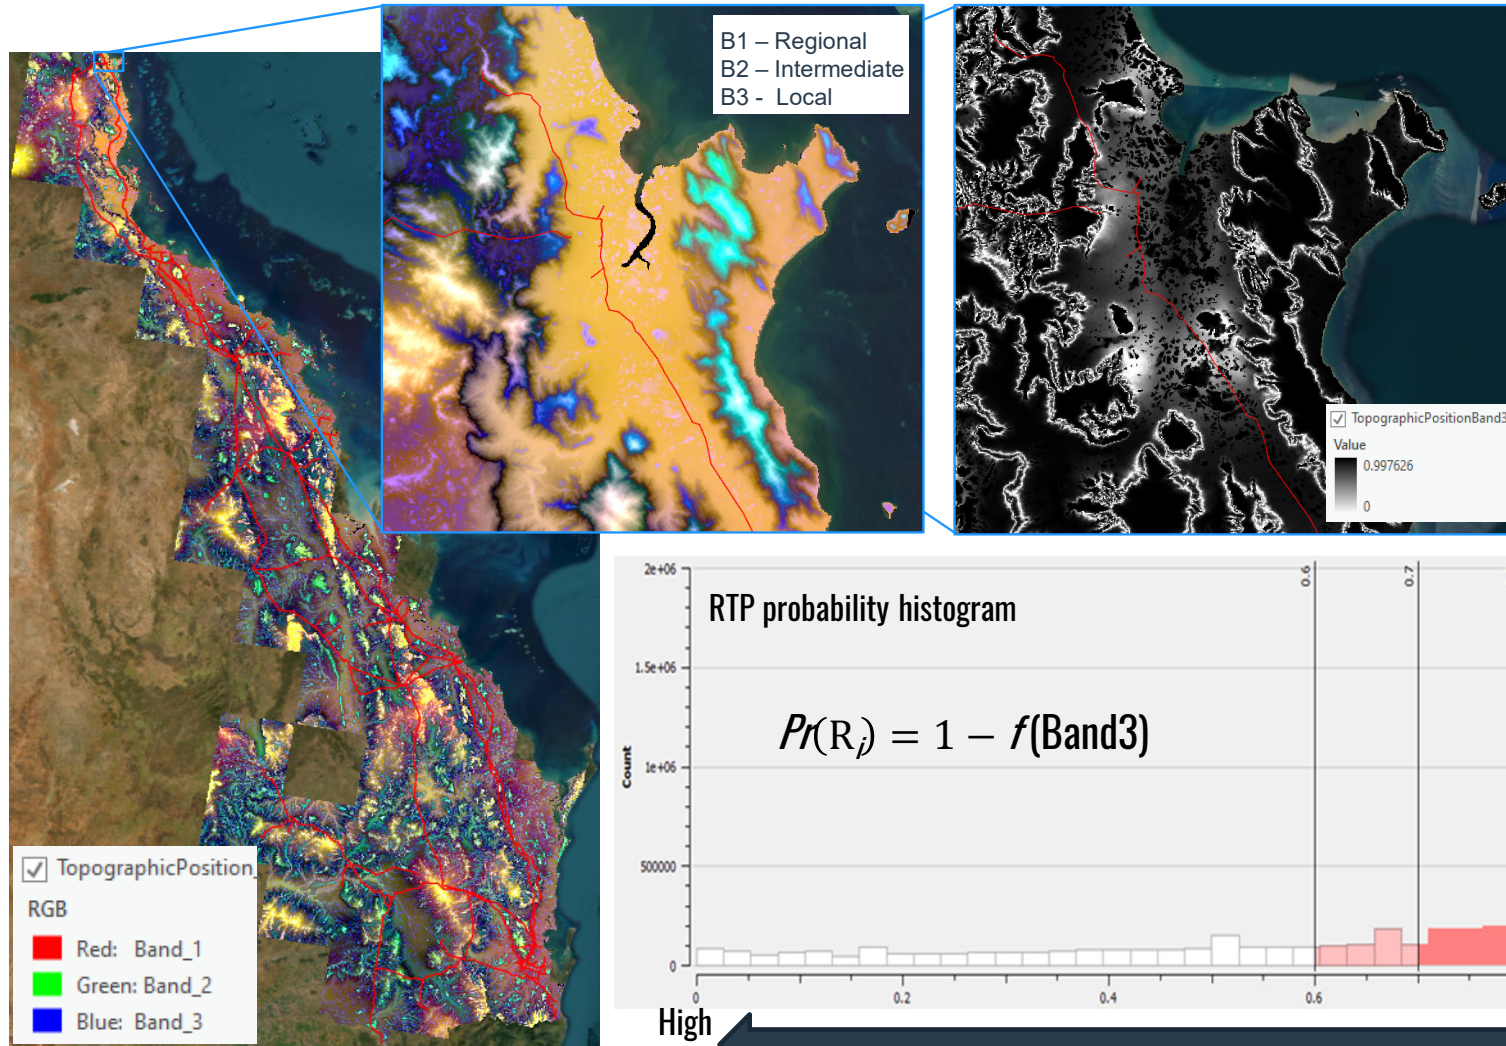 B1 – Regional
B2 – Intermediate
B3 - Local
TopographicPositionBand3
Value
0.997626
0
2e+06
1.5e+06
1e+06
500000
0
Count
RTP probability histogram
Pr(Rⱼ) = 1 − f(Band3)
0.6
0.7
0
0.2
0.4
0.6
High
TopographicPosition_
RGB
Red: Band_1
Green: Band_2
Blue: Band_3